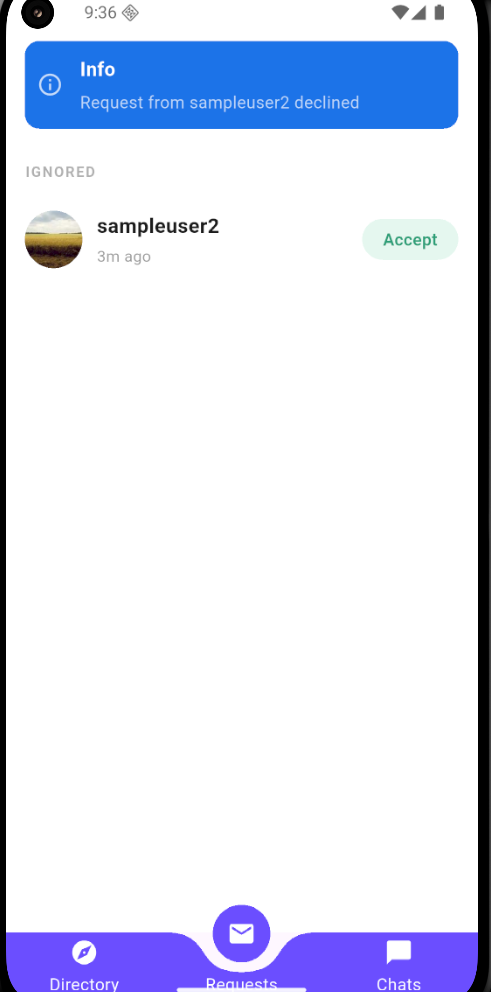 9:36
Info
Request from sampleuser2 declined
IGNORED
sampleuser2
Accept
3m ago
Directory
Requests
Chats